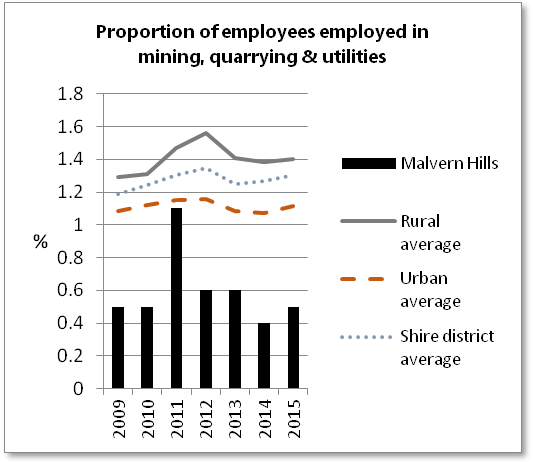 Proportion of employees employed in
mining, quarrying & utilities
1.8
1.6
1.4
1.2
1
0.8
0.6
0.4
0.2
0
%
2009
2010
2011
2012
2013
2014
2015
Malvern Hills
Rural
average
Urban
average
Shire district
average